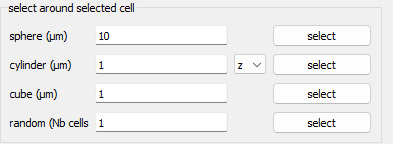 select around selected cell
sphere (µm) 10 select
cylinder (µm) 1 z select
cube (µm) 1 select
random (Nb cells 1 select